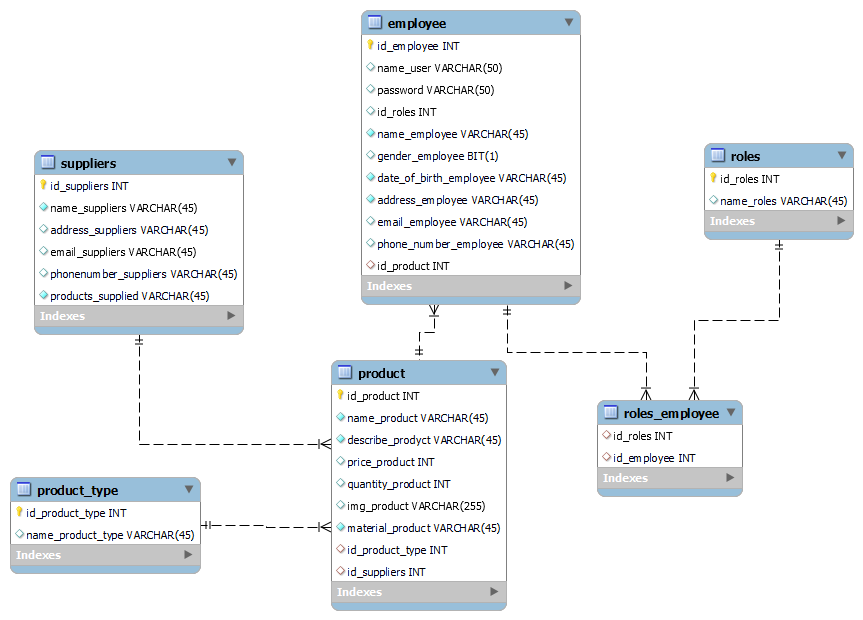 employee
id_employee INT
name_user VARCHAR(50)
password VARCHAR(50)
id_roles INT
name_employee VARCHAR(45)
gender_employee BIT(1)
date_of_birth_employee VARCHAR(45)
address_employee VARCHAR(45)
email_employee VARCHAR(45)
phone_number_employee VARCHAR(45)
id_product INT
Indexes
suppliers
id_suppliers INT
name_suppliers VARCHAR(45)
address_suppliers VARCHAR(45)
email_suppliers VARCHAR(45)
phonenumber_suppliers VARCHAR(45)
products_supplied VARCHAR(45)
Indexes
roles
id_roles INT
name_roles VARCHAR(45)
Indexes
product
id_product INT
name_product VARCHAR(45)
describe_prodyct VARCHAR(45)
price_product INT
quantity_product INT
img_product VARCHAR(255)
material_product VARCHAR(45)
id_product_type INT
id_suppliers INT
Indexes
roles_employee
id_roles INT
id_employee INT
Indexes
product_type
id_product_type INT
name_product_type VARCHAR(45)
Indexes